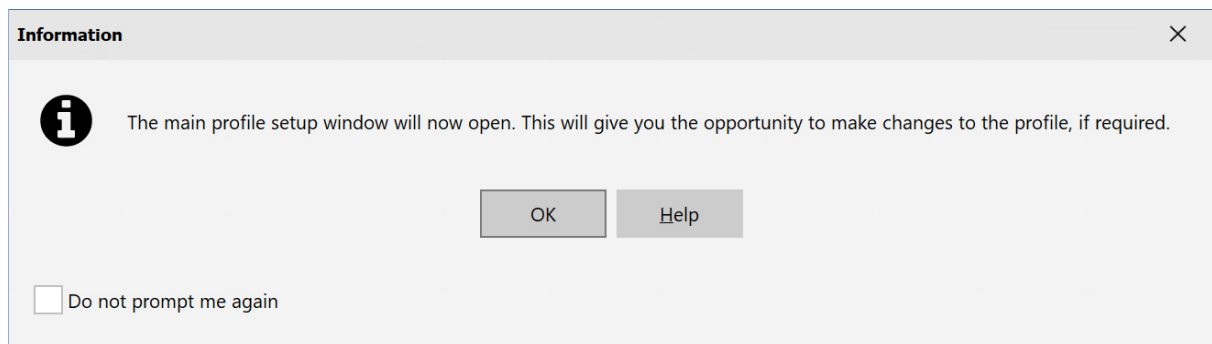 Information
The main profile setup window will now open. This will give you the opportunity to make changes to the profile, if required.
OK Help
Do not prompt me again